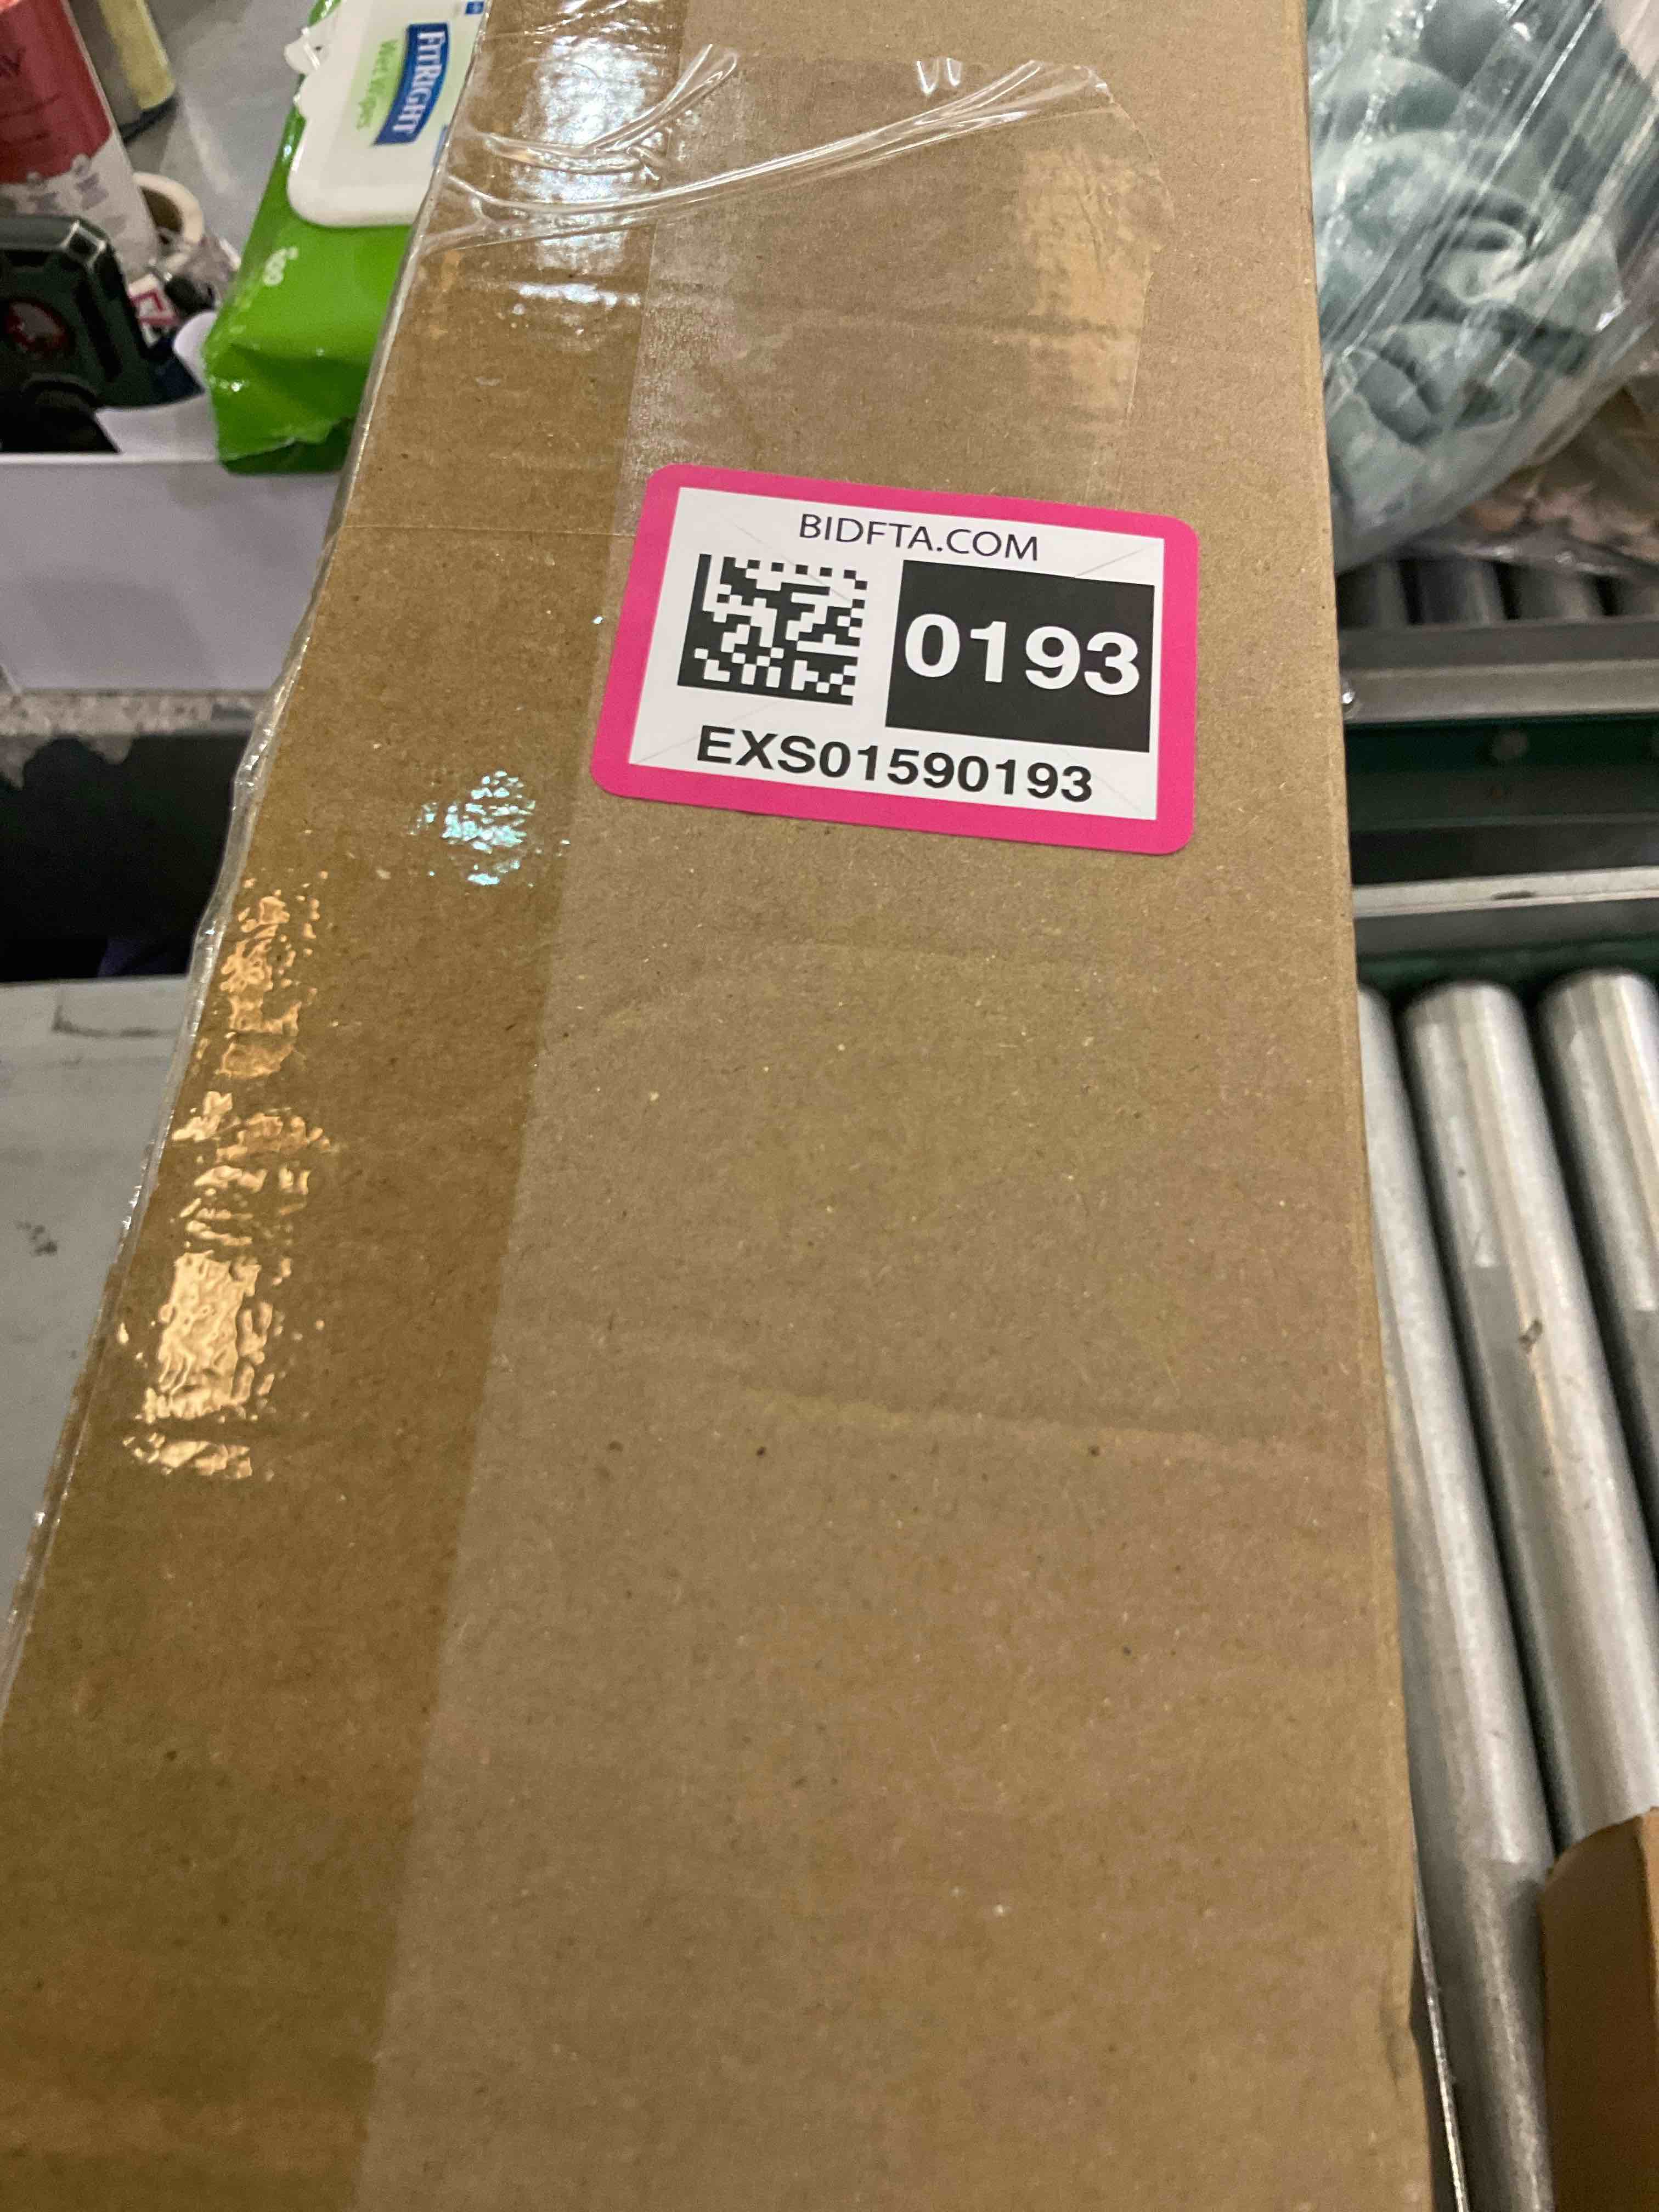 FITRIGHT
Wet Wipes
BIDFTA.COM
0193
EXS01590193